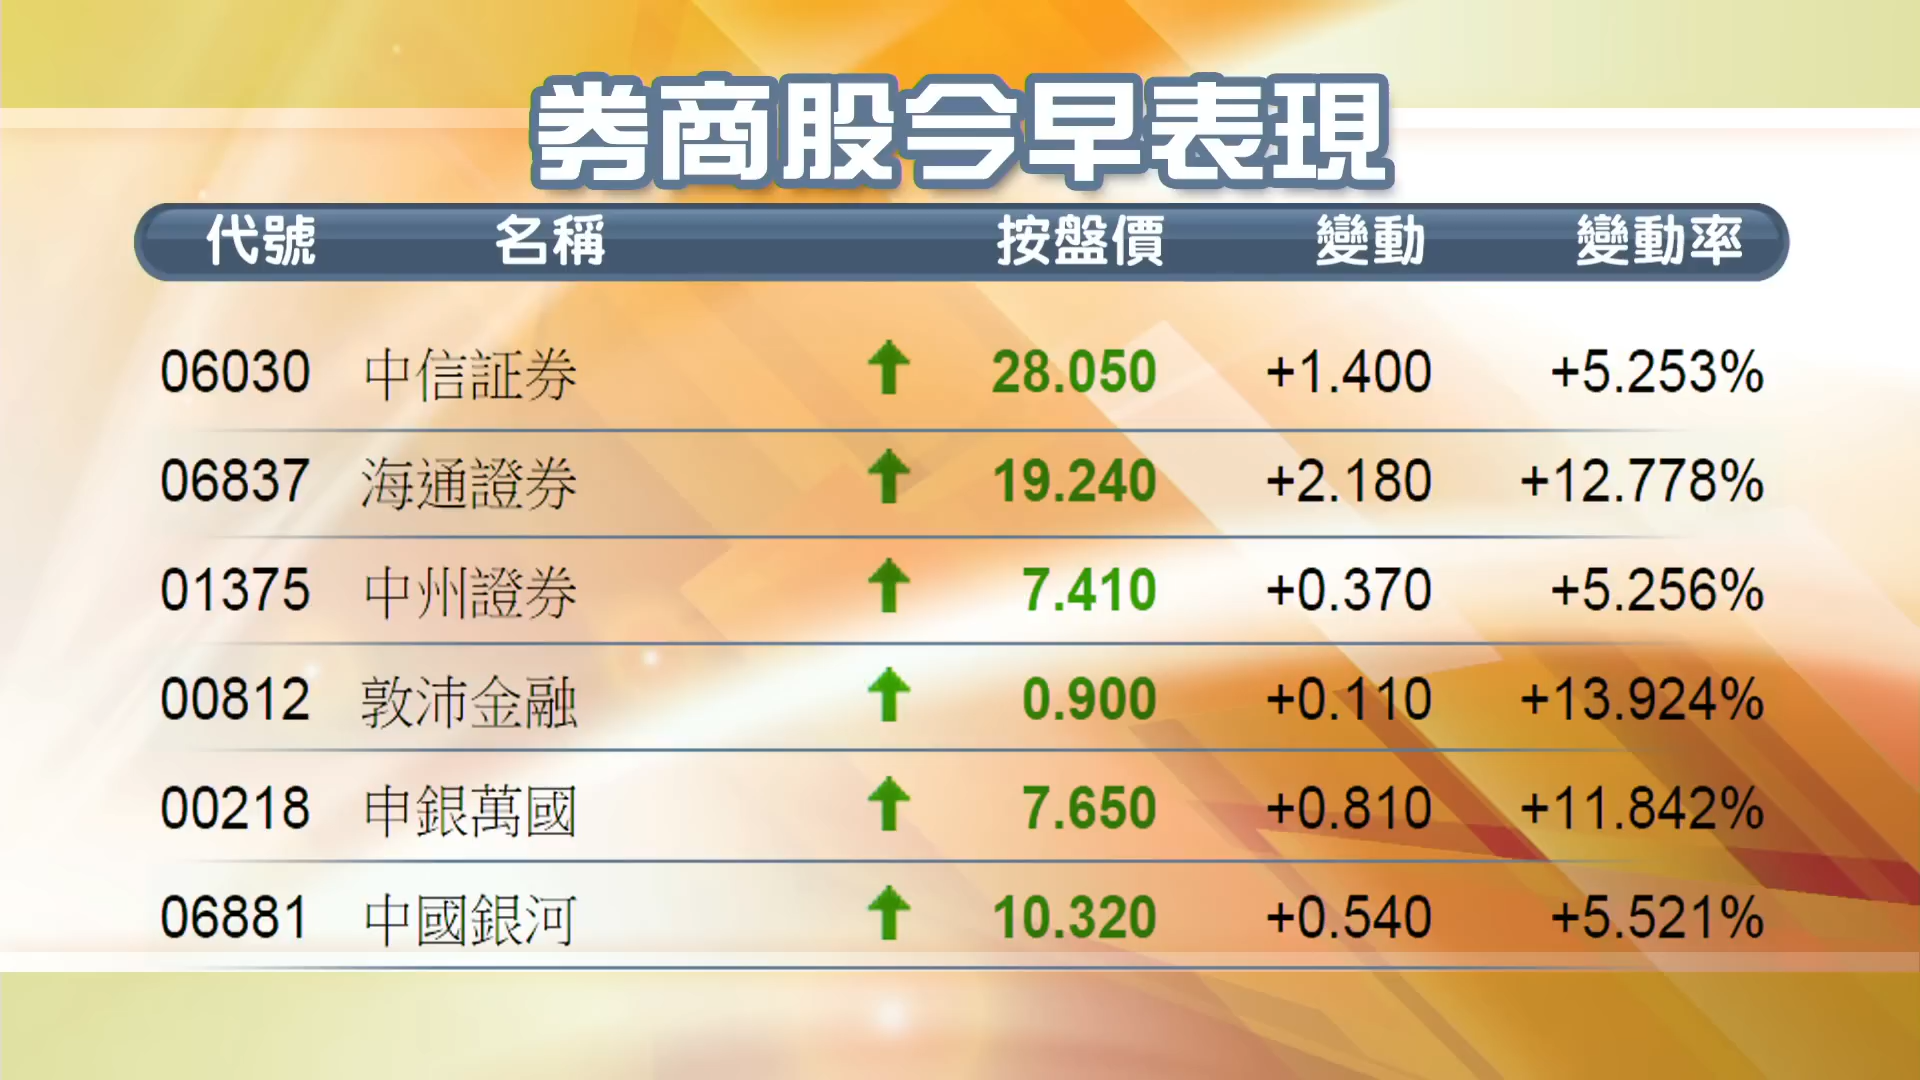 券商股今早表現
代號 名稱 按盤價 變動 變動率
06030 中信証券 28.050 +1.400 +5.253%
06837 海通證券 19.240 +2.180 +12.778%
01375 中州證券 7.410 +0.370 +5.256%
00812 敦沛金融 0.900 +0.110 +13.924%
00218 申銀萬國 7.650 +0.810 +11.842%
06881 中國銀河 10.320 +0.540 +5.521%